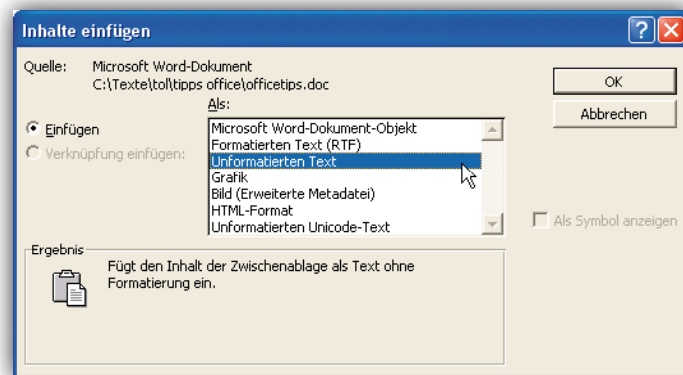 Inhalte einfügen
Quelle: Microsoft Word-Dokument
C:\Texte\tol\tipps office\officetips.doc
Als:
Einfügen
Verknüpfung einfügen:
Microsoft Word-Dokument-Objekt
Formatierten Text (RTF)
Unformatierten Text
Grafik
Bild (Erweiterte Metadatei)
HTML-Format
Unformatierten Unicode-Text
OK
Abbrechen
Als Symbol anzeigen
Ergebnis
Fügt den Inhalt der Zwischenablage als Text ohne
Formatierung ein.